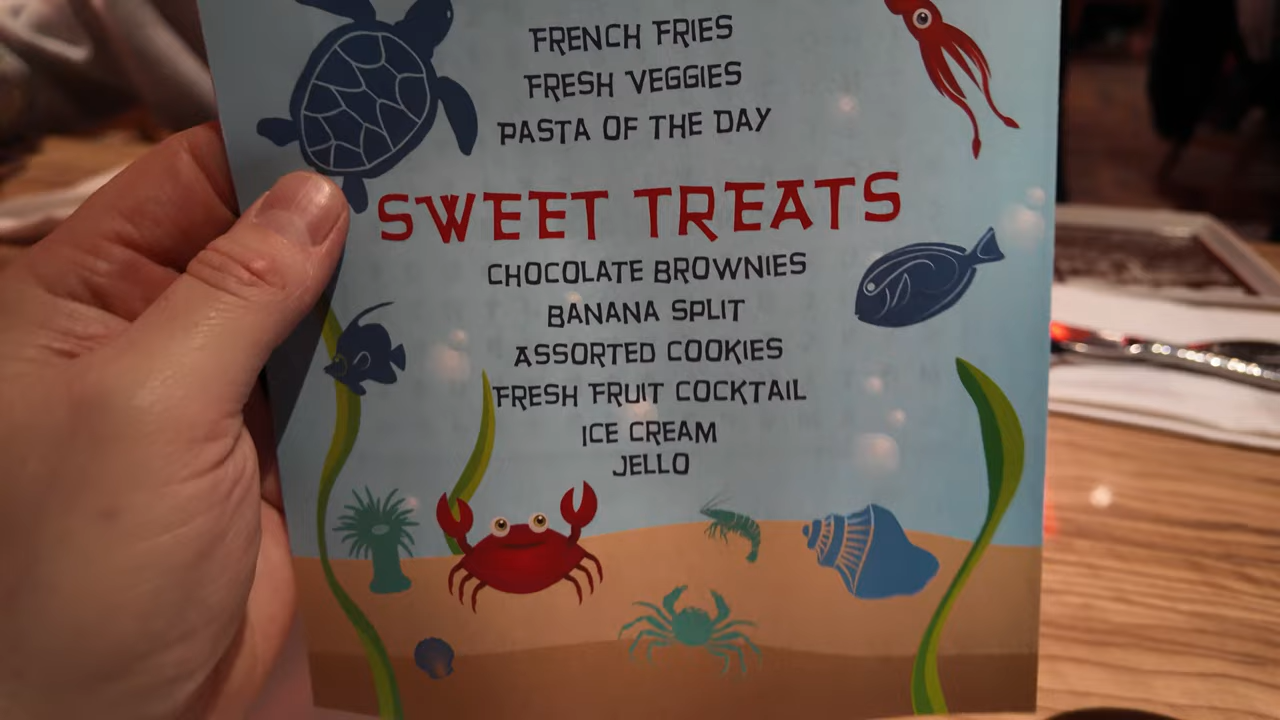 FRENCH FRIES
FRESH VEGGIES
PASTA OF THE DAY
SWEET TREATS
CHOCOLATE BROWNIES
BANANA SPLIT
ASSORTED COOKIES
FRESH FRUIT COCKTAIL
ICE CREAM
JELLO